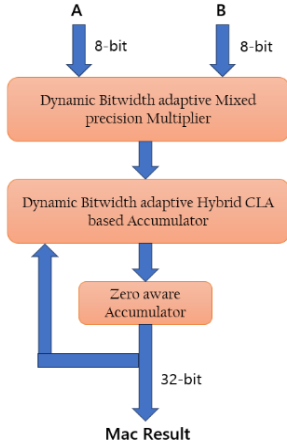 A B
8-bit 8-bit
Dynamic Bitwidth adaptive Mixed
precision Multiplier
Dynamic Bitwidth adaptive Hybrid CLA
based Accumulator
Zero aware
Accumulator
32-bit
Mac Result